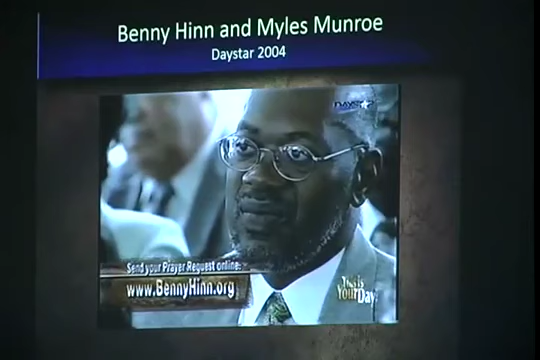 Benny Hinn and Myles Munroe
Daystar 2004
DAYST★R
Send your Prayer Request online:
www.BennyHinn.org
This Is
Your Day